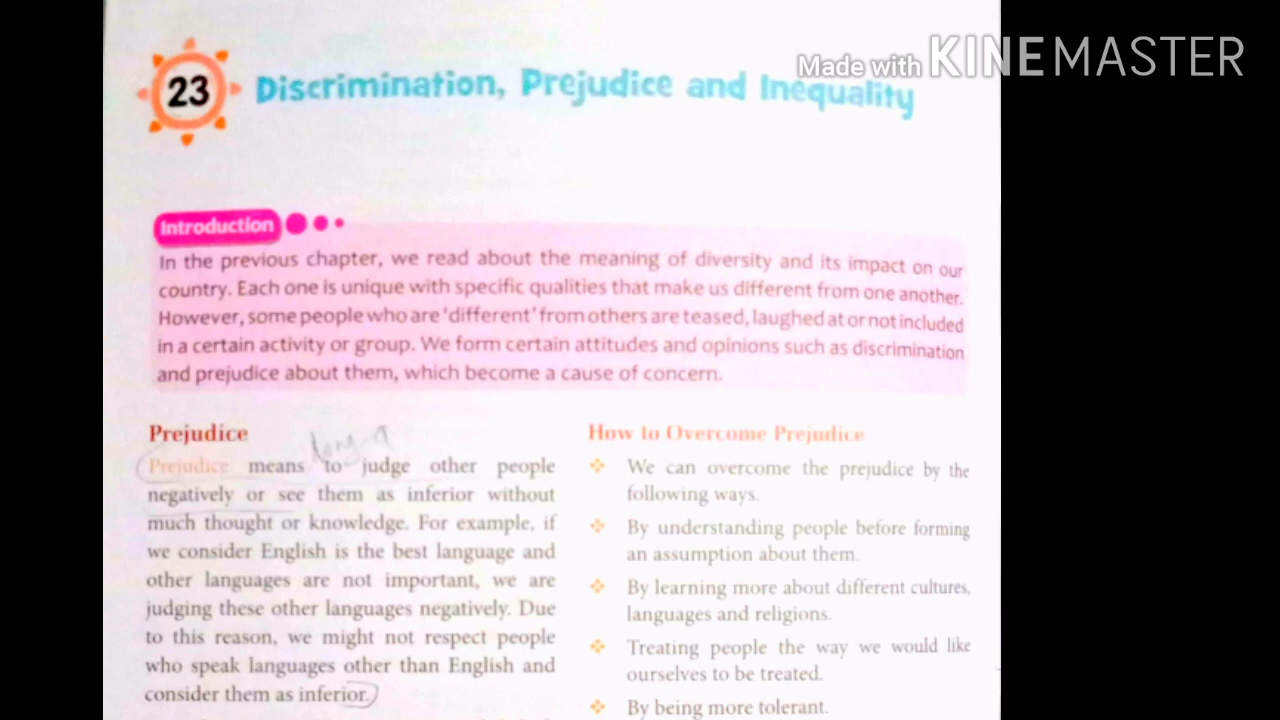 Made with KINEMASTER
23 Discrimination, Prejudice and Inequality
Introduction
In the previous chapter, we read about the meaning of diversity and its impact on our
country. Each one is unique with specific qualities that make us different from one another.
However, some people who are 'different' from others are teased, laughed at or not included
in a certain activity or group. We form certain attitudes and opinions such as discrimination
and prejudice about them, which become a cause of concern.
Prejudice
long q
Prejudice means to judge other people
negatively or see them as inferior without
much thought or knowledge. For example, if
we consider English is the best language and
other languages are not important, we are
judging these other languages negatively. Due
to this reason, we might not respect people
who speak languages other than English and
consider them as inferior.
How to Overcome Prejudice
❖ We can overcome the prejudice by the
following ways.
❖ By understanding people before forming
an assumption about them.
❖ By learning more about different cultures,
languages and religions.
❖ Treating people the way we would like
ourselves to be treated.
❖ By being more tolerant.